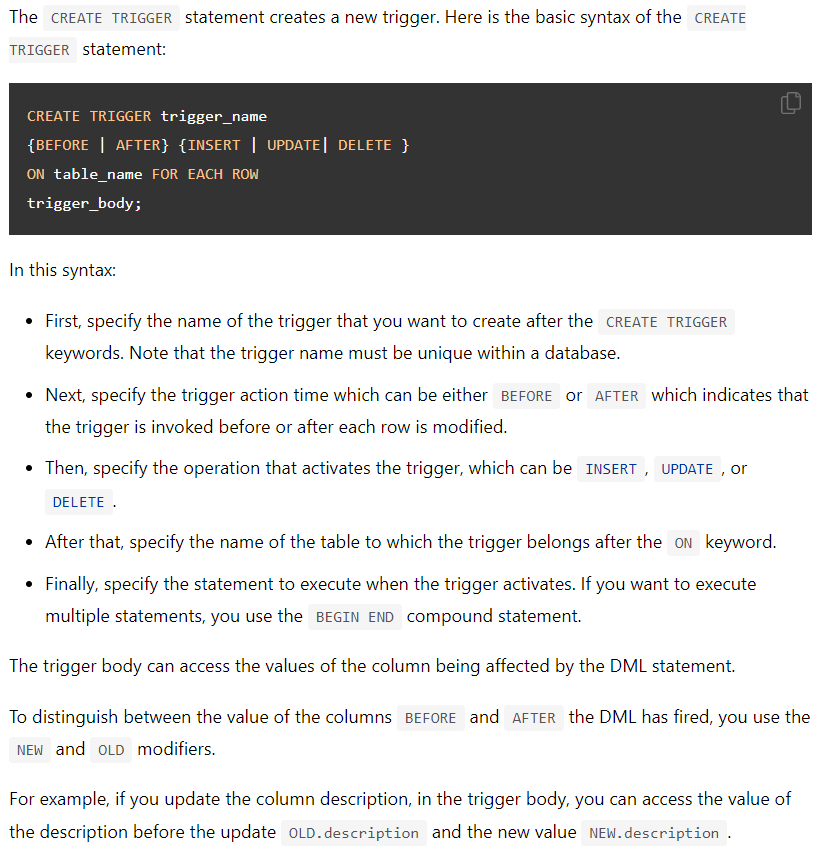 The CREATE TRIGGER statement creates a new trigger. Here is the basic syntax of the CREATE
TRIGGER statement:
CREATE TRIGGER trigger_name
{BEFORE | AFTER} {INSERT | UPDATE| DELETE }
ON table_name FOR EACH ROW
trigger_body;
In this syntax:
• First, specify the name of the trigger that you want to create after the CREATE TRIGGER
keywords. Note that the trigger name must be unique within a database.
• Next, specify the trigger action time which can be either BEFORE or AFTER which indicates that
the trigger is invoked before or after each row is modified.
• Then, specify the operation that activates the trigger, which can be INSERT , UPDATE , or
DELETE .
• After that, specify the name of the table to which the trigger belongs after the ON keyword.
• Finally, specify the statement to execute when the trigger activates. If you want to execute
multiple statements, you use the BEGIN END compound statement.
The trigger body can access the values of the column being affected by the DML statement.
To distinguish between the value of the columns BEFORE and AFTER the DML has fired, you use the
NEW and OLD modifiers.
For example, if you update the column description, in the trigger body, you can access the value of
the description before the update OLD.description and the new value NEW.description .